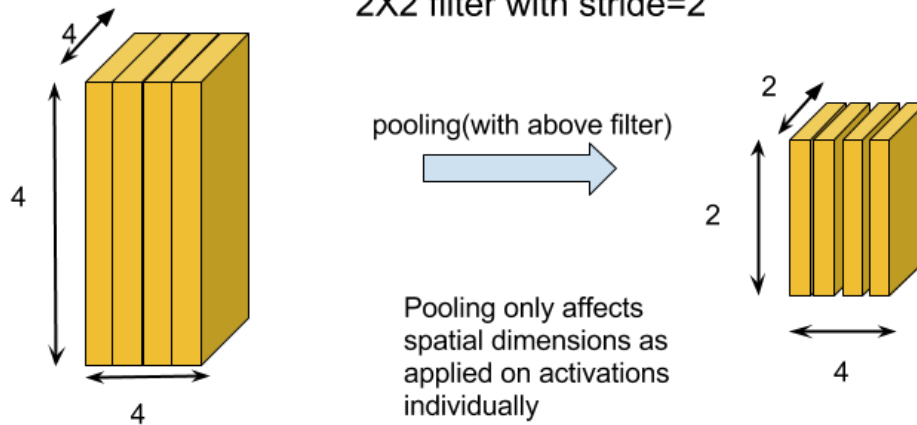 2X2 filter with stride=2
4
4
4
pooling(with above filter)
2
2
4
Pooling only affects
spatial dimensions as
applied on activations
individually